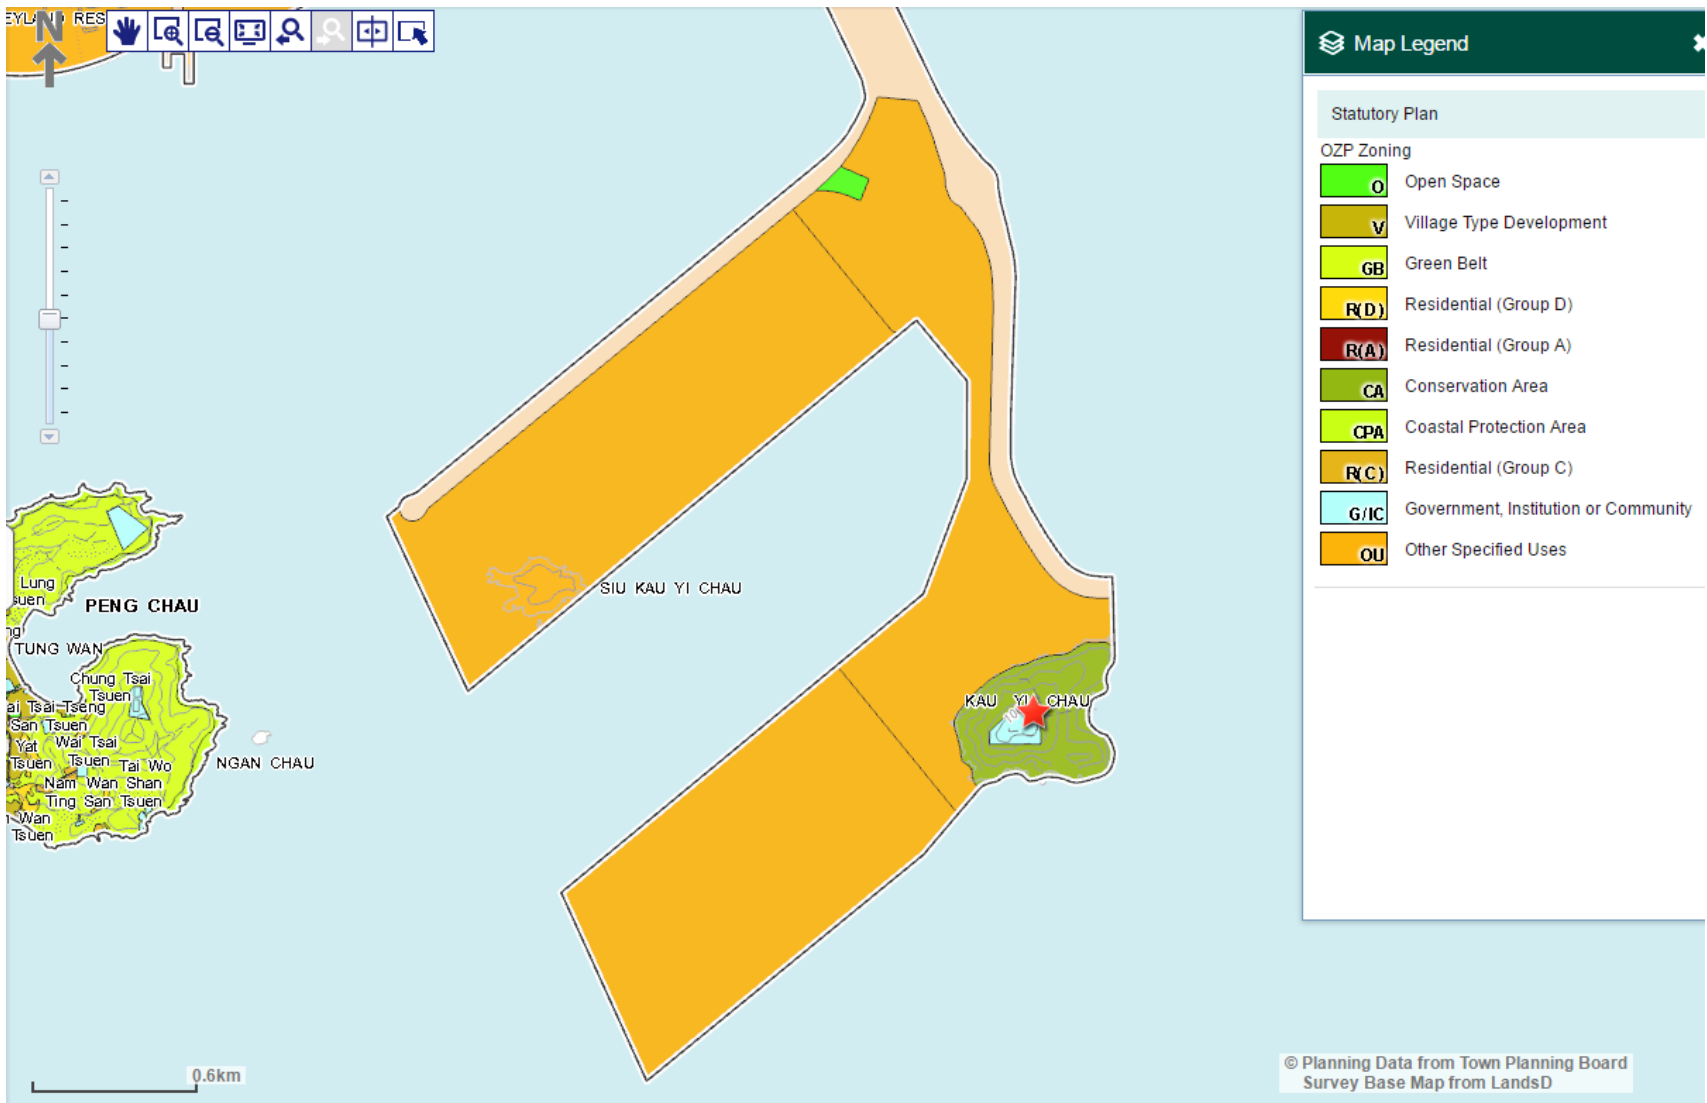 EYLAND RES
N
SIU KAU YI CHAU
Lung
PENG CHAU
TUNG WAN
Chung Tsai
Tsuen
Tsai Tseng
San Tsuen
Yat
Wai Tsai
Tsuen
Tsuen
Tai Wo
Nam Wan Shan
Ting San Tsuen
Wan
Tsuen
NGAN CHAU
KAU YI CHAU
0.6km
Map Legend
Statutory Plan
OZP Zoning
O Open Space
V Village Type Development
GB Green Belt
R(D) Residential (Group D)
R(A) Residential (Group A)
CA Conservation Area
CPA Coastal Protection Area
R(C) Residential (Group C)
G/IC Government, Institution or Community
OU Other Specified Uses
© Planning Data from Town Planning Board
Survey Base Map from LandsD